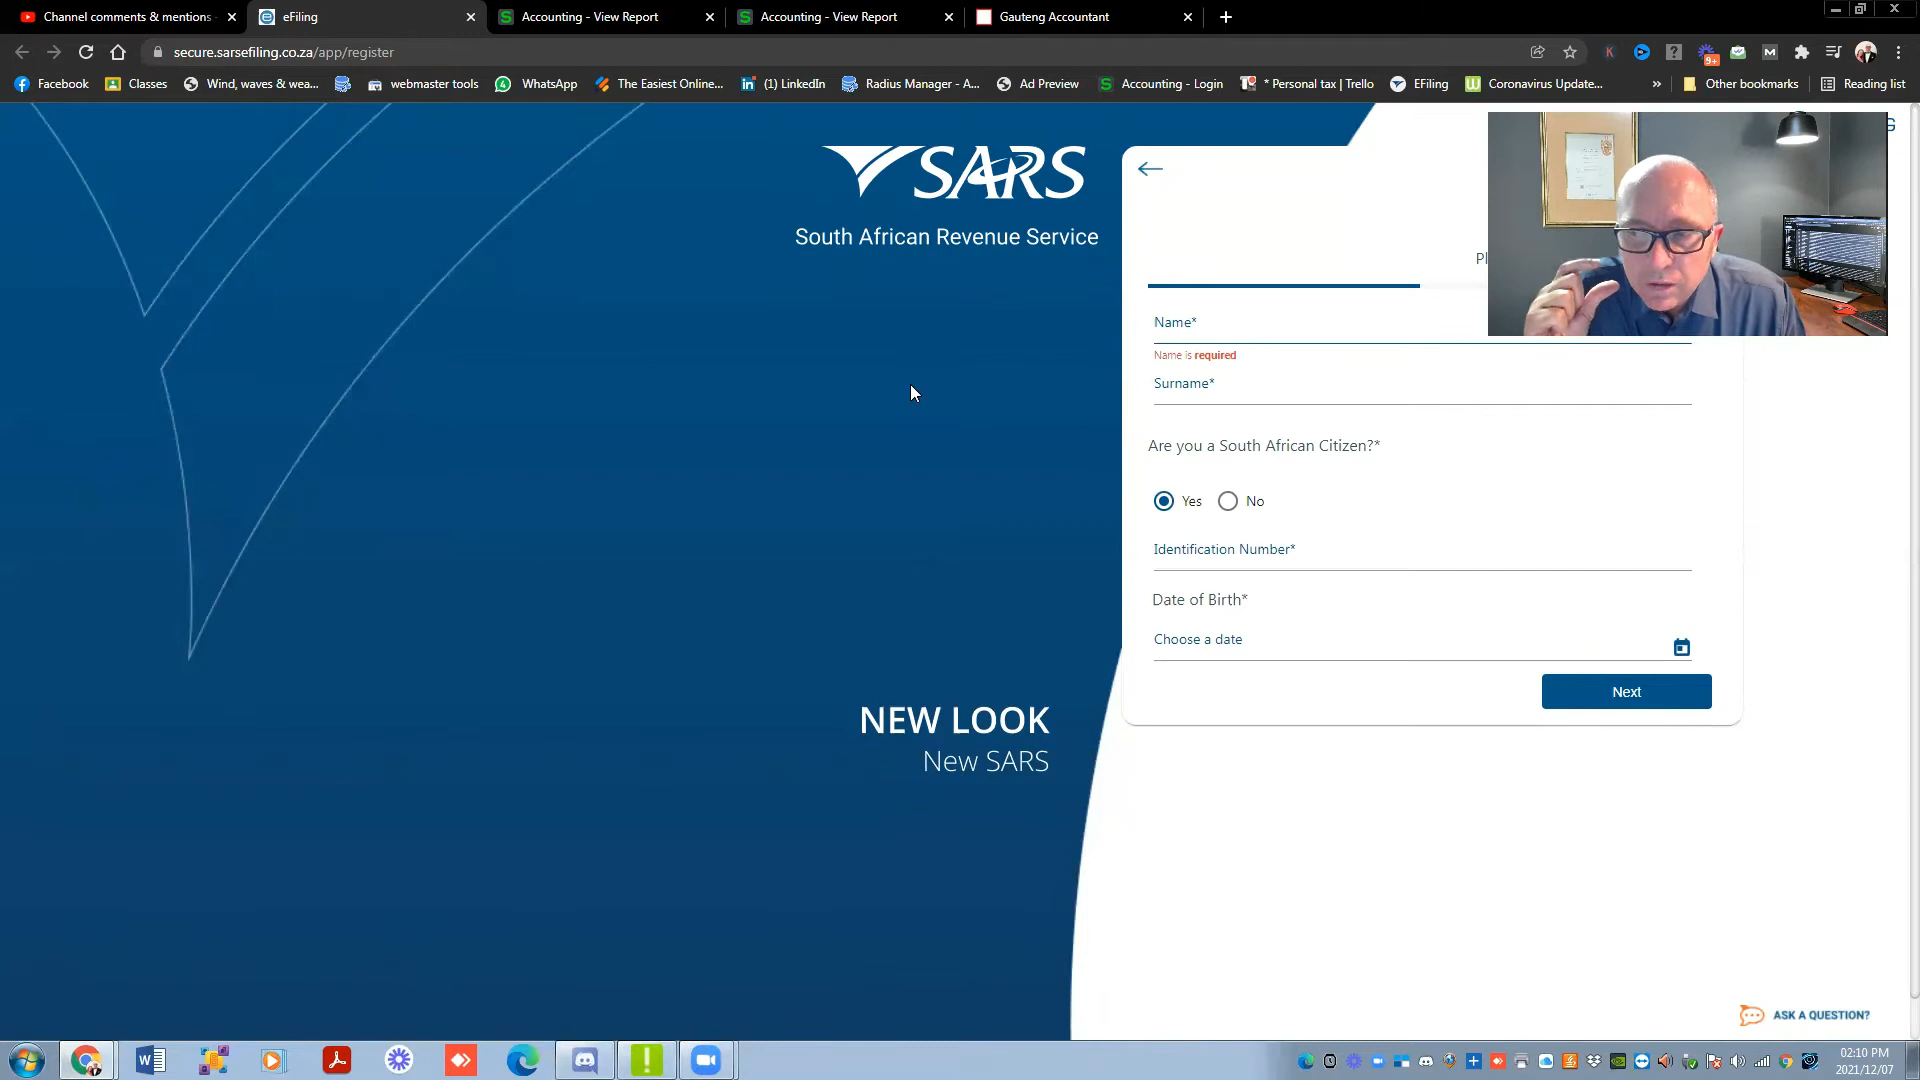 Channel comments & mentions
eFiling
Accounting - View Report
Accounting - View Report
Gauteng Accountant
secure.sarsefiling.co.za/app/register
9+
Facebook
Classes
Wind, waves & wea...
webmaster tools
WhatsApp
The Easiest Online...
(1) LinkedIn
Radius Manager - A...
Ad Preview
Accounting - Login
* Personal tax | Trello
EFiling
Coronavirus Update...
»
Other bookmarks
Reading list
SARS
South African Revenue Service
Name*
Name is required
Surname*
Are you a South African Citizen?*
Yes
No
Identification Number*
Date of Birth*
Choose a date
Next
NEW LOOK
New SARS
ASK A QUESTION?
02:10 PM
2021/12/07